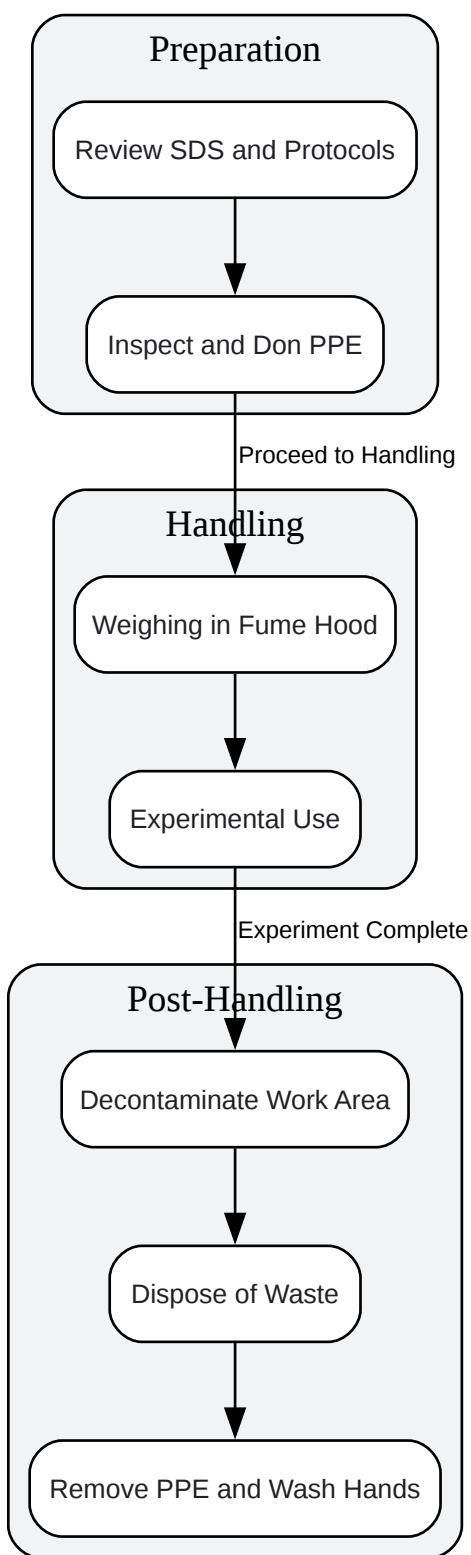 Preparation
Review SDS and Protocols
Inspect and Don PPE
Proceed to Handling
Handling
Weighing in Fume Hood
Experimental Use
Experiment Complete
Post-Handling
Decontaminate Work Area
Dispose of Waste
Remove PPE and Wash Hands